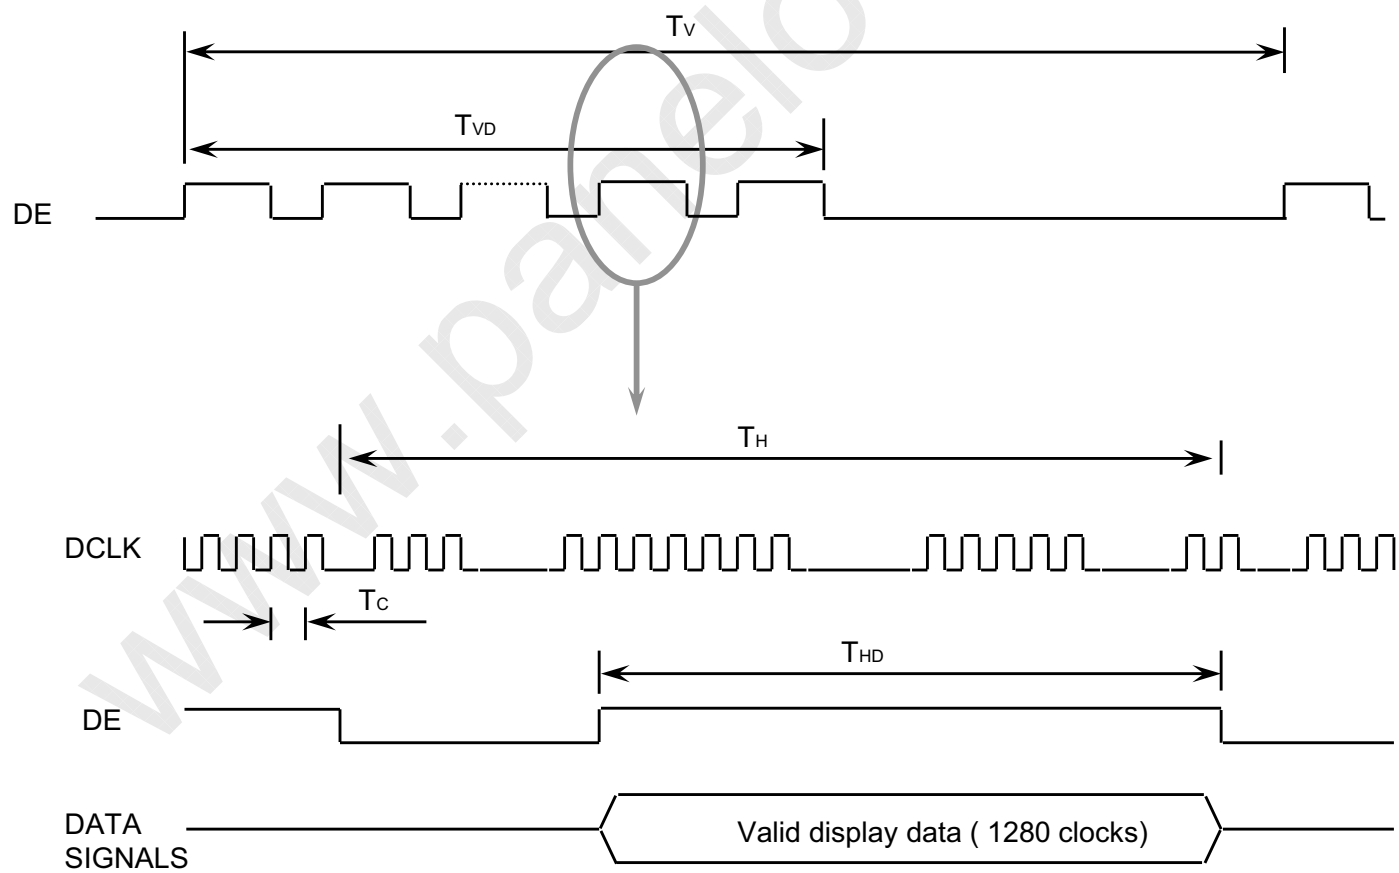 TV
TVD
DE
TH
DCLK
TC
THD
DE
DATA
SIGNALS
Valid display data ( 1280 clocks)
www.panelo